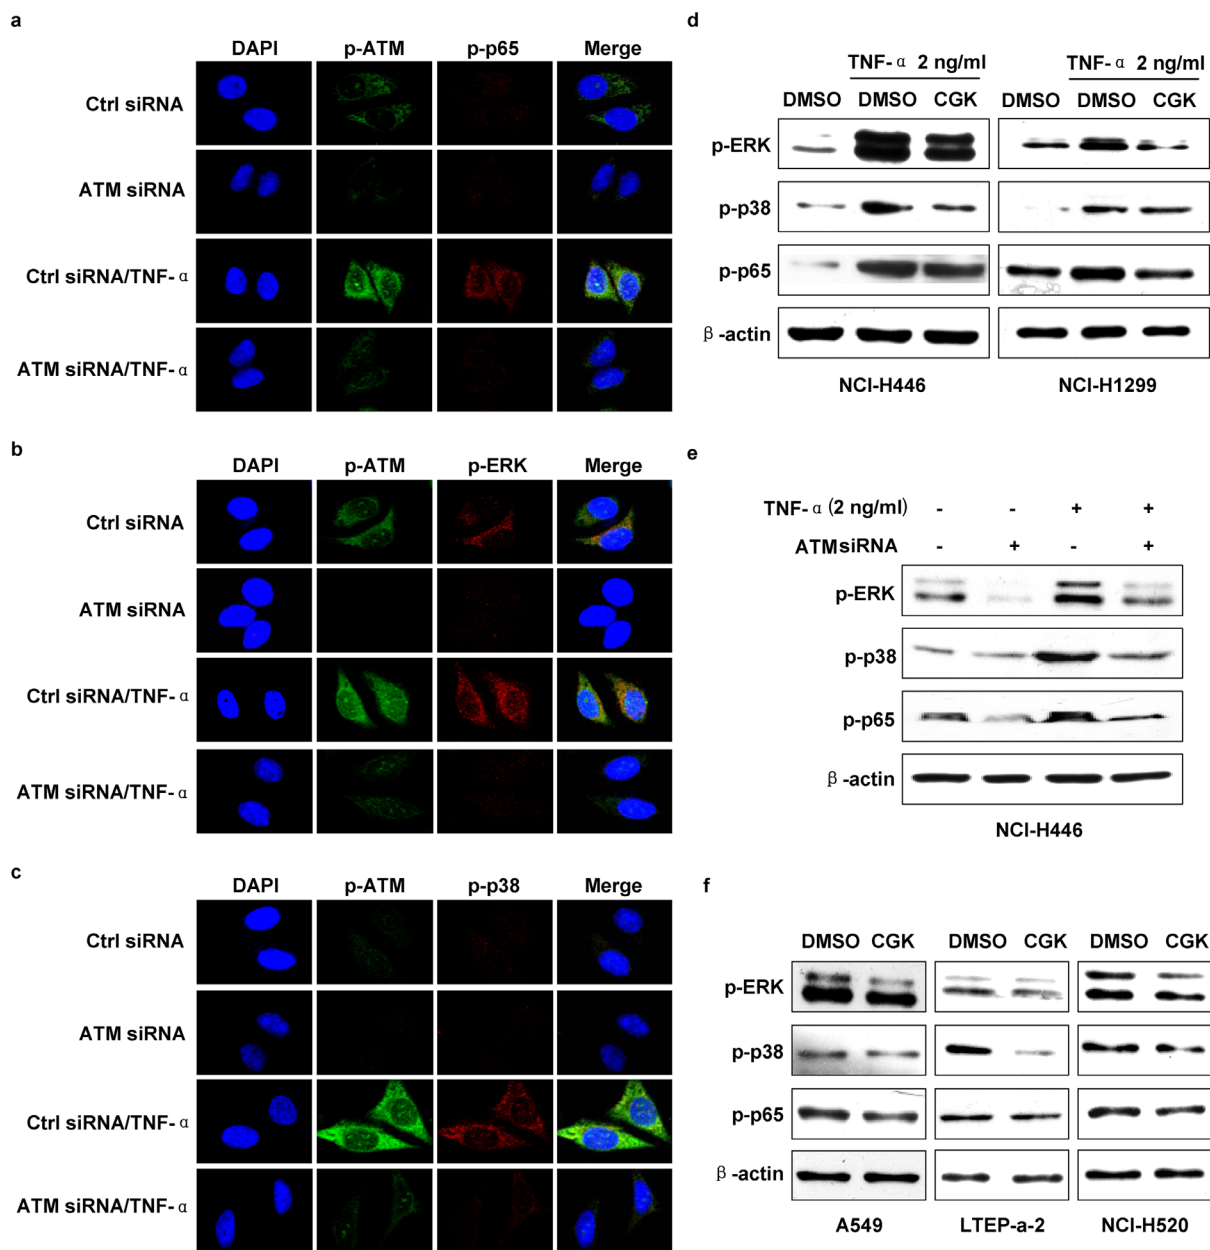 a
DAPI p-ATM p-p65 Merge
Ctrl siRNA
ATM siRNA
Ctrl siRNA/TNF-α
ATM siRNA/TNF-α
b
DAPI p-ATM p-ERK Merge
Ctrl siRNA
ATM siRNA
Ctrl siRNA/TNF-α
ATM siRNA/TNF-α
c
DAPI p-ATM p-p38 Merge
Ctrl siRNA
ATM siRNA
Ctrl siRNA/TNF-α
ATM siRNA/TNF-α
d
TNF-α 2 ng/ml TNF-α 2 ng/ml
DMSO DMSO CGK DMSO DMSO CGK
p-ERK
p-p38
p-p65
β-actin
NCI-H446 NCI-H1299
e
TNF-α (2 ng/ml) - - + +
ATMsiRNA - + - +
p-ERK
p-p38
p-p65
β-actin
NCI-H446
f
DMSO CGK DMSO CGK DMSO CGK
p-ERK
p-p38
p-p65
β-actin
A549 LTEP-a-2 NCI-H520